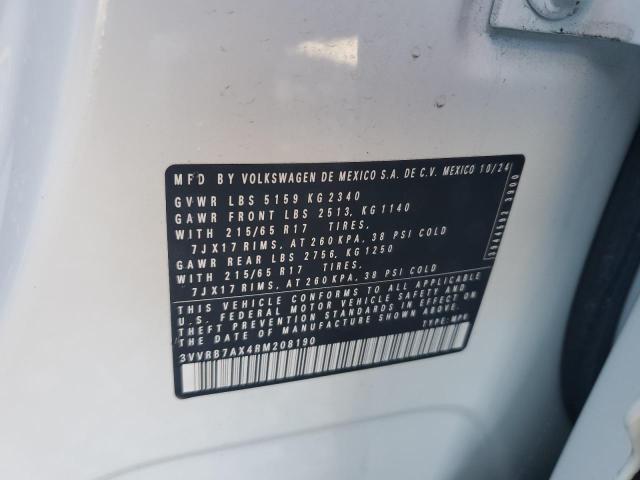 MFD BY VOLKSWAGEN DE MEXICO S.A. DE C.V. MEXICO 10/24
GVWR LBS 5159 KG 2340
GAWR FRONT LBS 2513, KG 1140
WITH 215/65 R17 TIRES,
7JX17 RIMS, AT 260 KPA, 38 PSI COLD
GAWR REAR LBS 2756, KG 1250
WITH 215/65 R17 TIRES,
7JX17 RIMS, AT 260 KPA, 38 PSI COLD
THIS VEHICLE CONFORMS TO ALL APPLICABLE
U.S. FEDERAL MOTOR VEHICLE SAFETY AND
THEFT PREVENTION STANDARDS IN EFFECT ON
THE DATE OF MANUFACTURE SHOWN ABOVE.
3VVRB7AX4RM208190 TYPE: MPV
3900